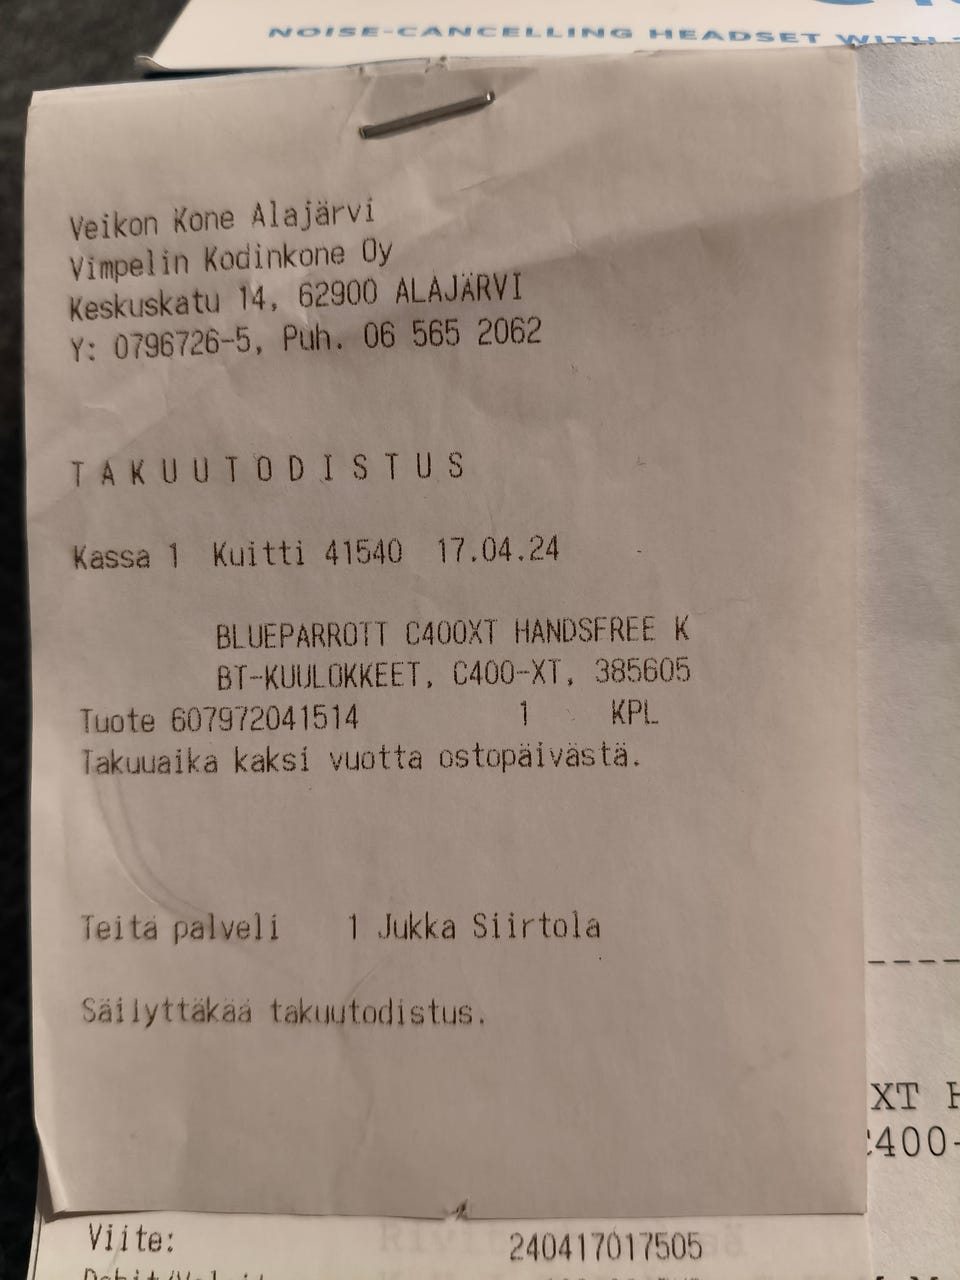 NOISE-CANCELLING HEADSET WITH
Veikon Kone Alajärvi
Vimpelin Kodinkone Oy
Keskuskatu 14, 62900 ALAJÄRVI
Y: 0796726-5, Puh. 06 565 2062
T A K U U T O D I S T U S
Kassa 1 Kuitti 41540 17.04.24
BLUEPARROTT C400XT HANDSFREE K
BT-KUULOKKEET, C400-XT, 385605
Tuote 607972041514 1 KPL
Takuuaika kaksi vuotta ostopäivästä.
Teitä palveli 1 Jukka Siirtola
Säilyttäkää takuutodistus.
XT H
C400-
Viite: 240417017505